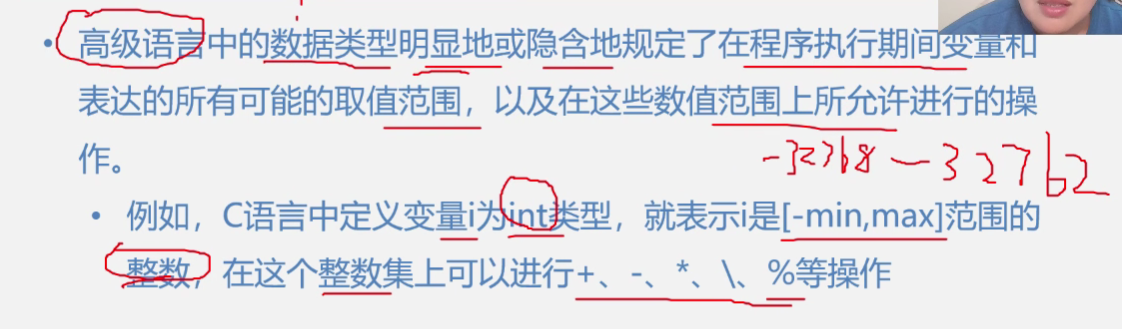 • 高级语言中的数据类型明显地或隐含地规定了在程序执行期间变量和
表达的所有可能的取值范围，以及在这些数值范围上所允许进行的操
作。
-32768 — 32762
• 例如，C语言中定义变量i为int类型，就表示i是[-min,max]范围的
整数，在这个整数集上可以进行+、-、*、\、%等操作